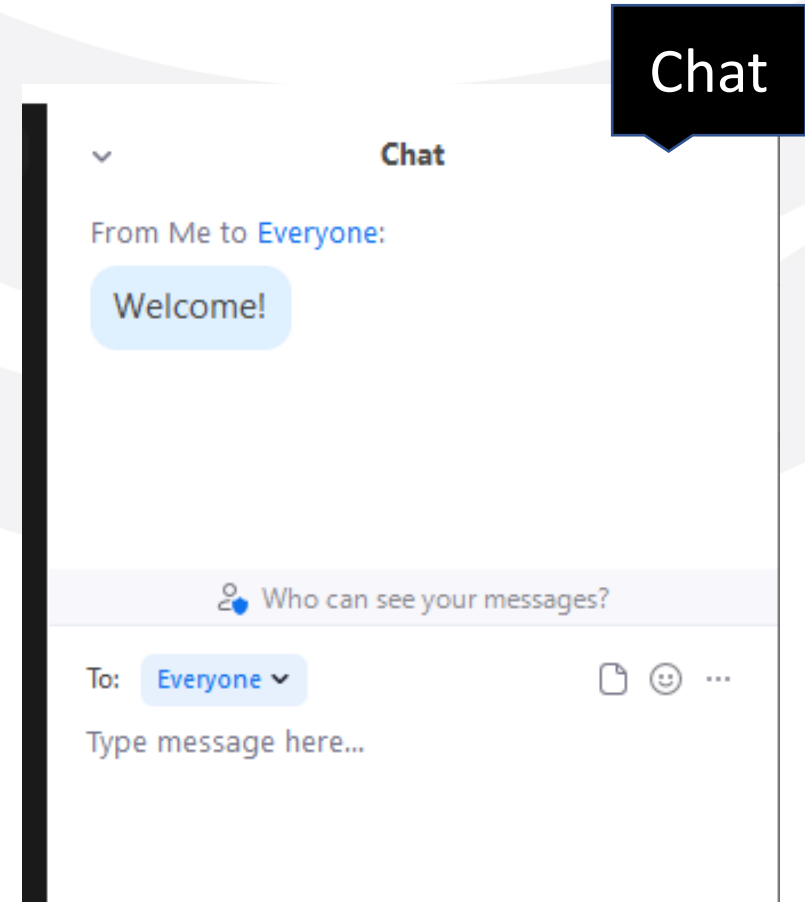 Chat
Chat
From Me to Everyone:
Welcome!
Who can see your messages?
To: Everyone
Type message here...